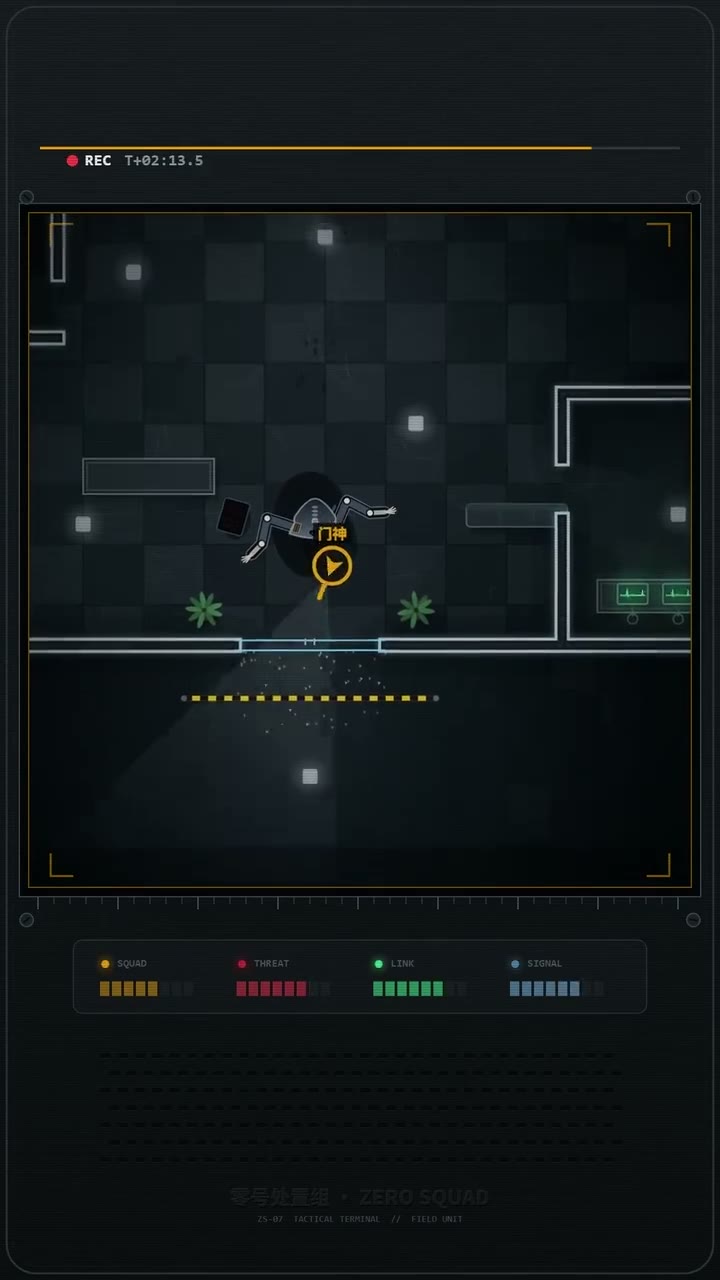 REC T+02:13.5
门神
SQUAD THREAT LINK SIGNAL
零号处置组 · ZERO SQUAD
ZS-07 TACTICAL TERMINAL // FIELD UNIT